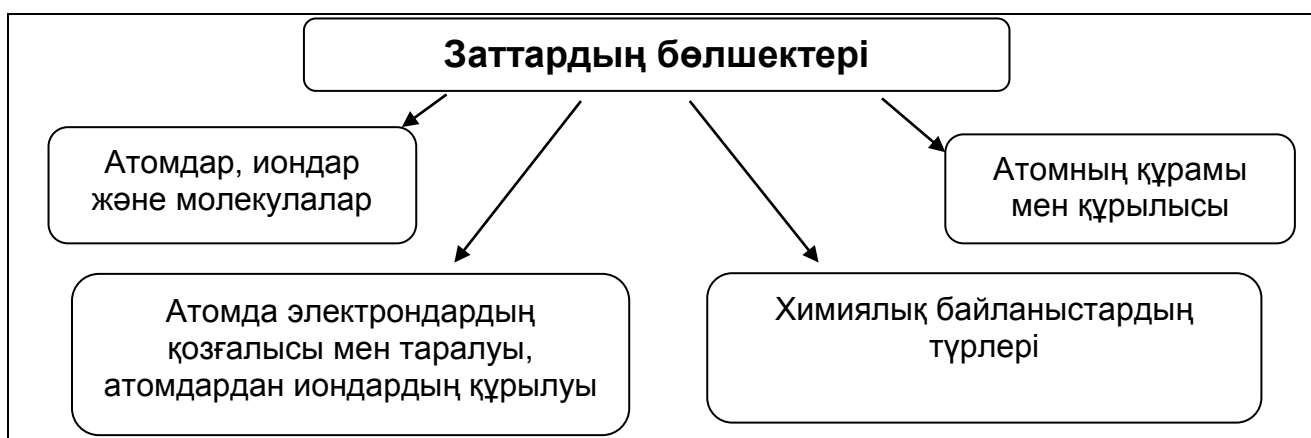 Заттардың бөлшектері
Атомдар, иондар
және молекулалар
Атомның құрамы
мен құрылысы
Атомда электрондардың
қозғалысы мен таралуы,
атомдардан иондардың құрылуы
Химиялық байланыстардың
түрлері